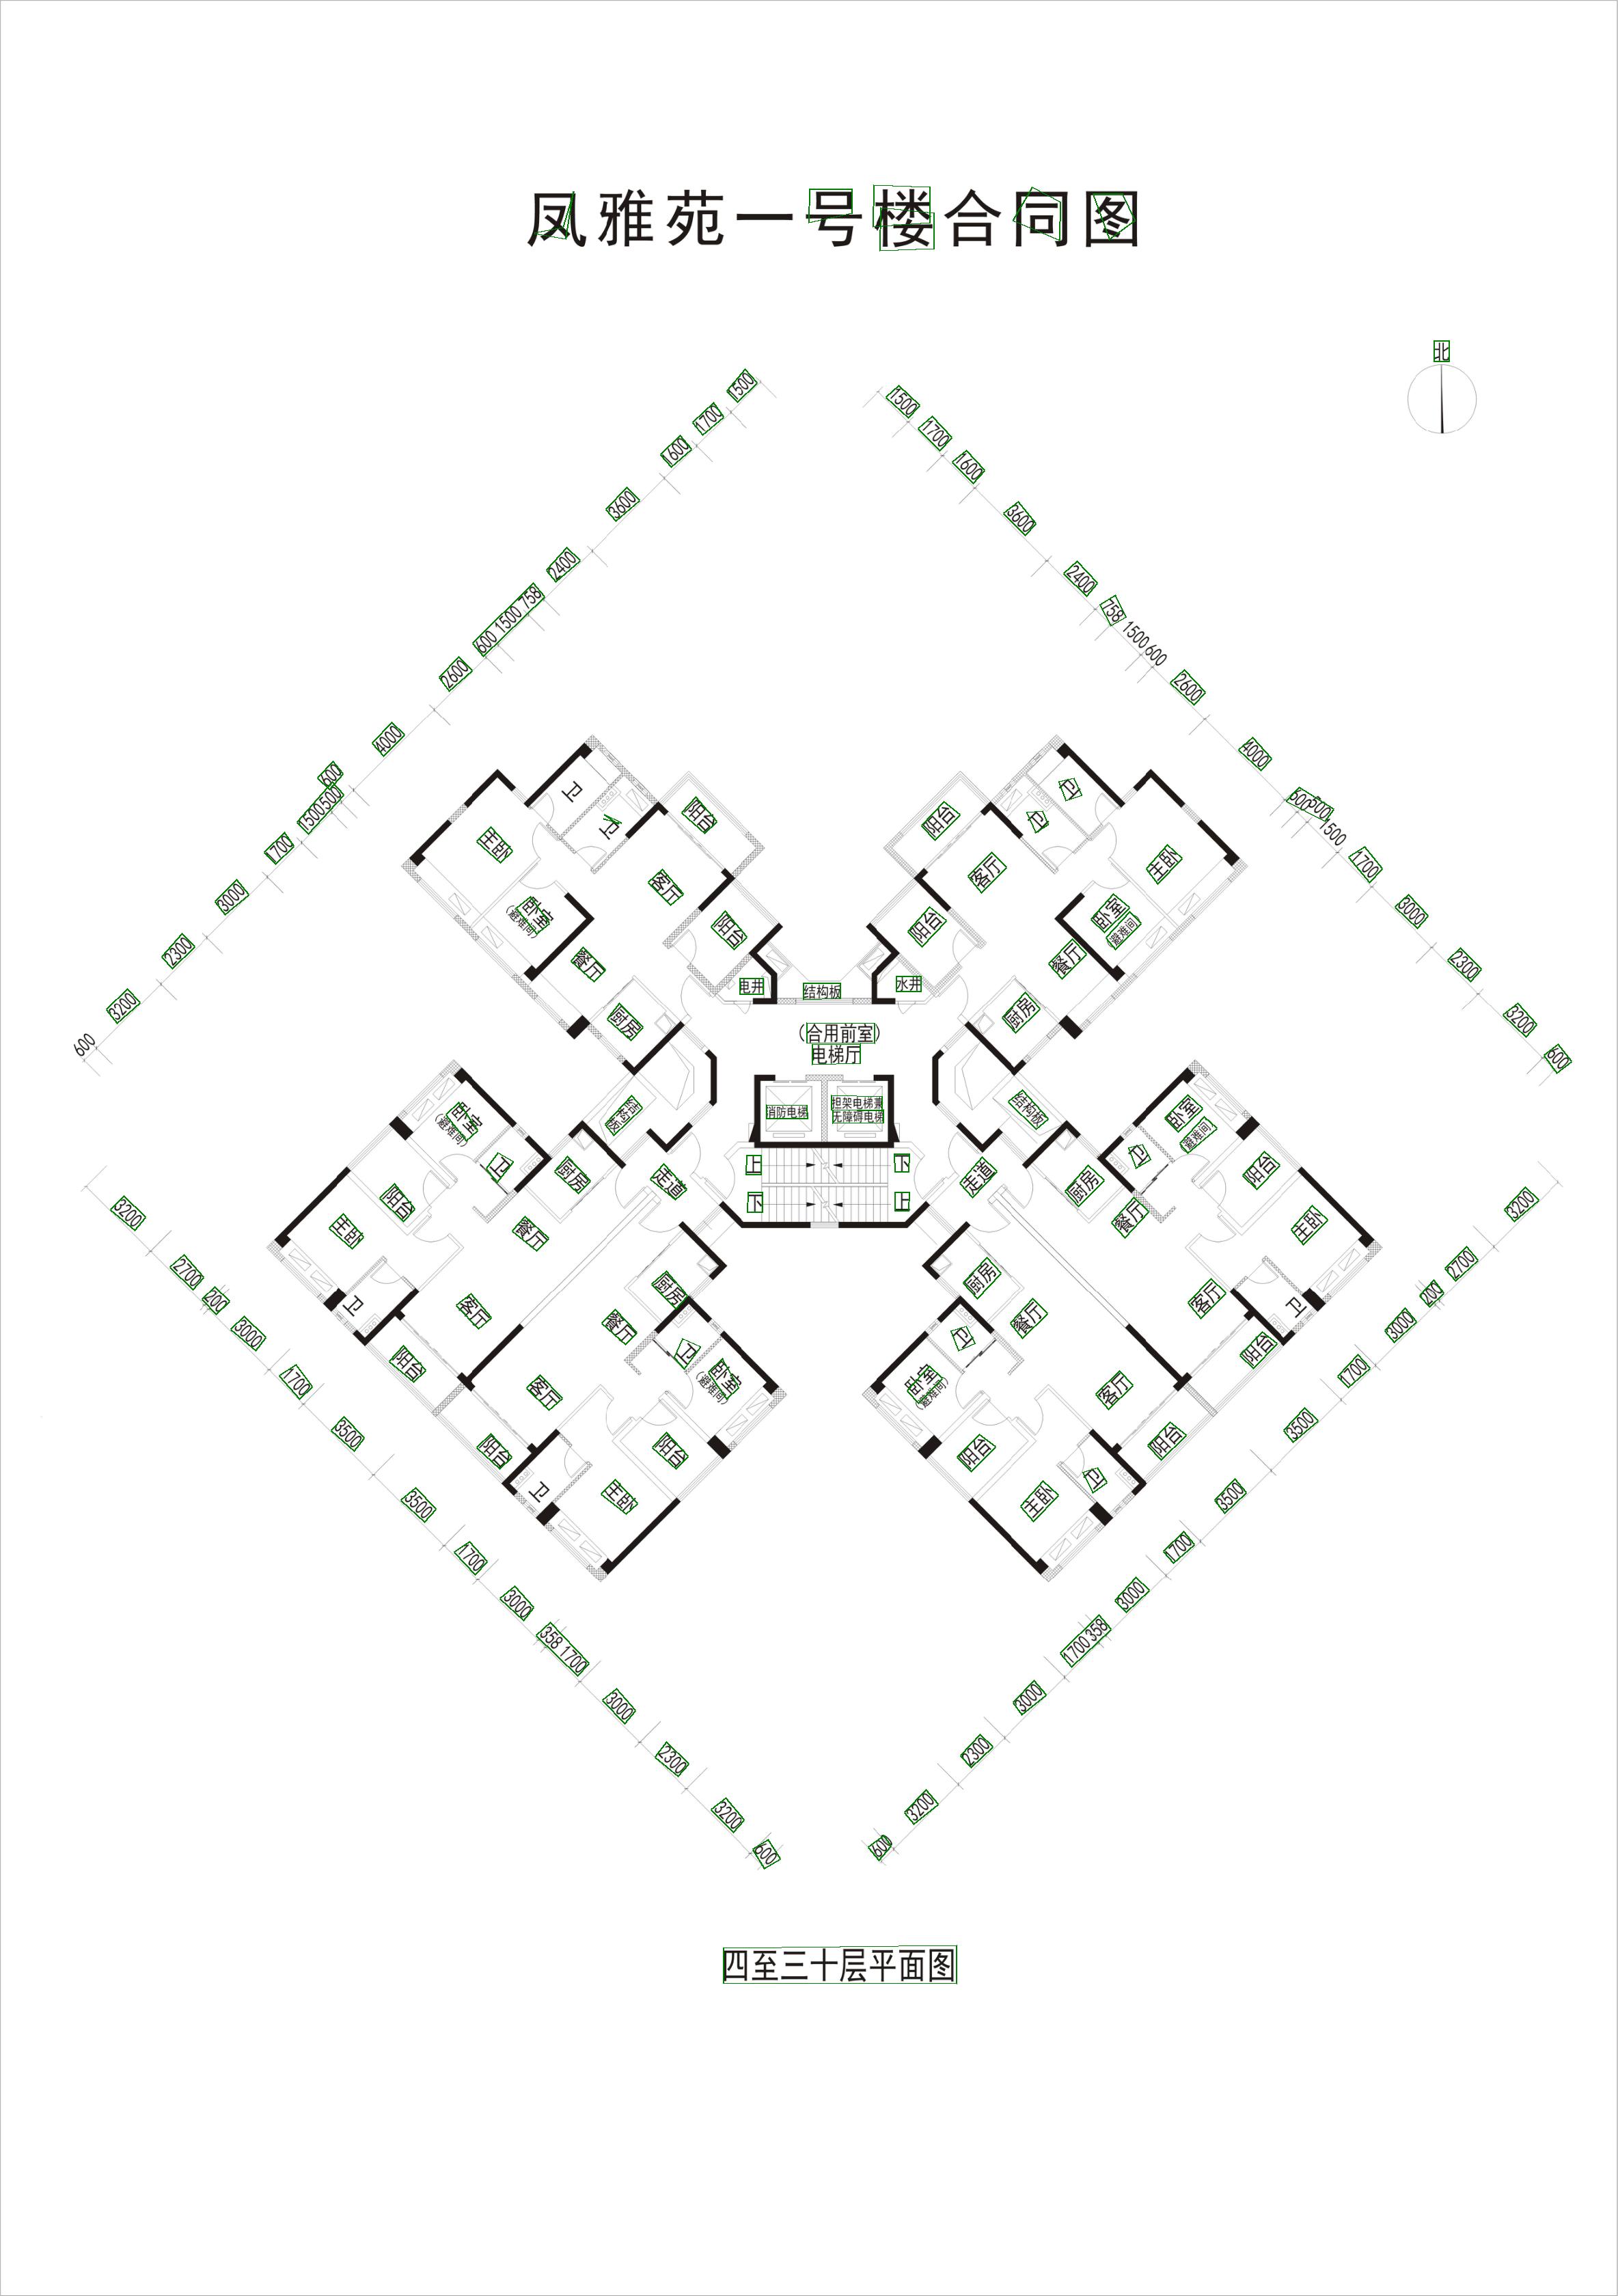 凤雅苑一号楼合同图
北
1500
1700
1600
3600
2400
758
1500
600
2600
4000
600
500
1500
1700
3000
2300
3200
600
1500
1700
1600
3600
2400
758
1500
600
2600
4000
600
500
1500
1700
3000
2300
3200
600
卫
卫
阳台
主卧
客厅
卧室
(避难间)
阳台
餐厅
电井
厨房
卫
卫
阳台
主卧
客厅
卧室
(避难间)
阳台
餐厅
水井
厨房
结构板
(合用前室)
电梯厅
消防电梯
担架电梯兼
无障碍电梯
结构板
结构板
上
下
下
上
走道
走道
卧室
(避难间)
卫
厨房
阳台
主卧
餐厅
客厅
卫
阳台
厨房
餐厅
卫
卧室
(避难间)
客厅
阳台
阳台
卫
主卧
卧室
(避难间)
卫
厨房
阳台
主卧
餐厅
客厅
卫
阳台
厨房
餐厅
卫
卧室
(避难间)
客厅
阳台
阳台
卫
主卧
3200
2700
200
3000
1700
3500
3500
1700
3000
358
1700
3000
2300
3200
600
3200
2700
200
3000
1700
3500
3500
1700
3000
358
1700
3000
2300
3200
600
四至三十层平面图